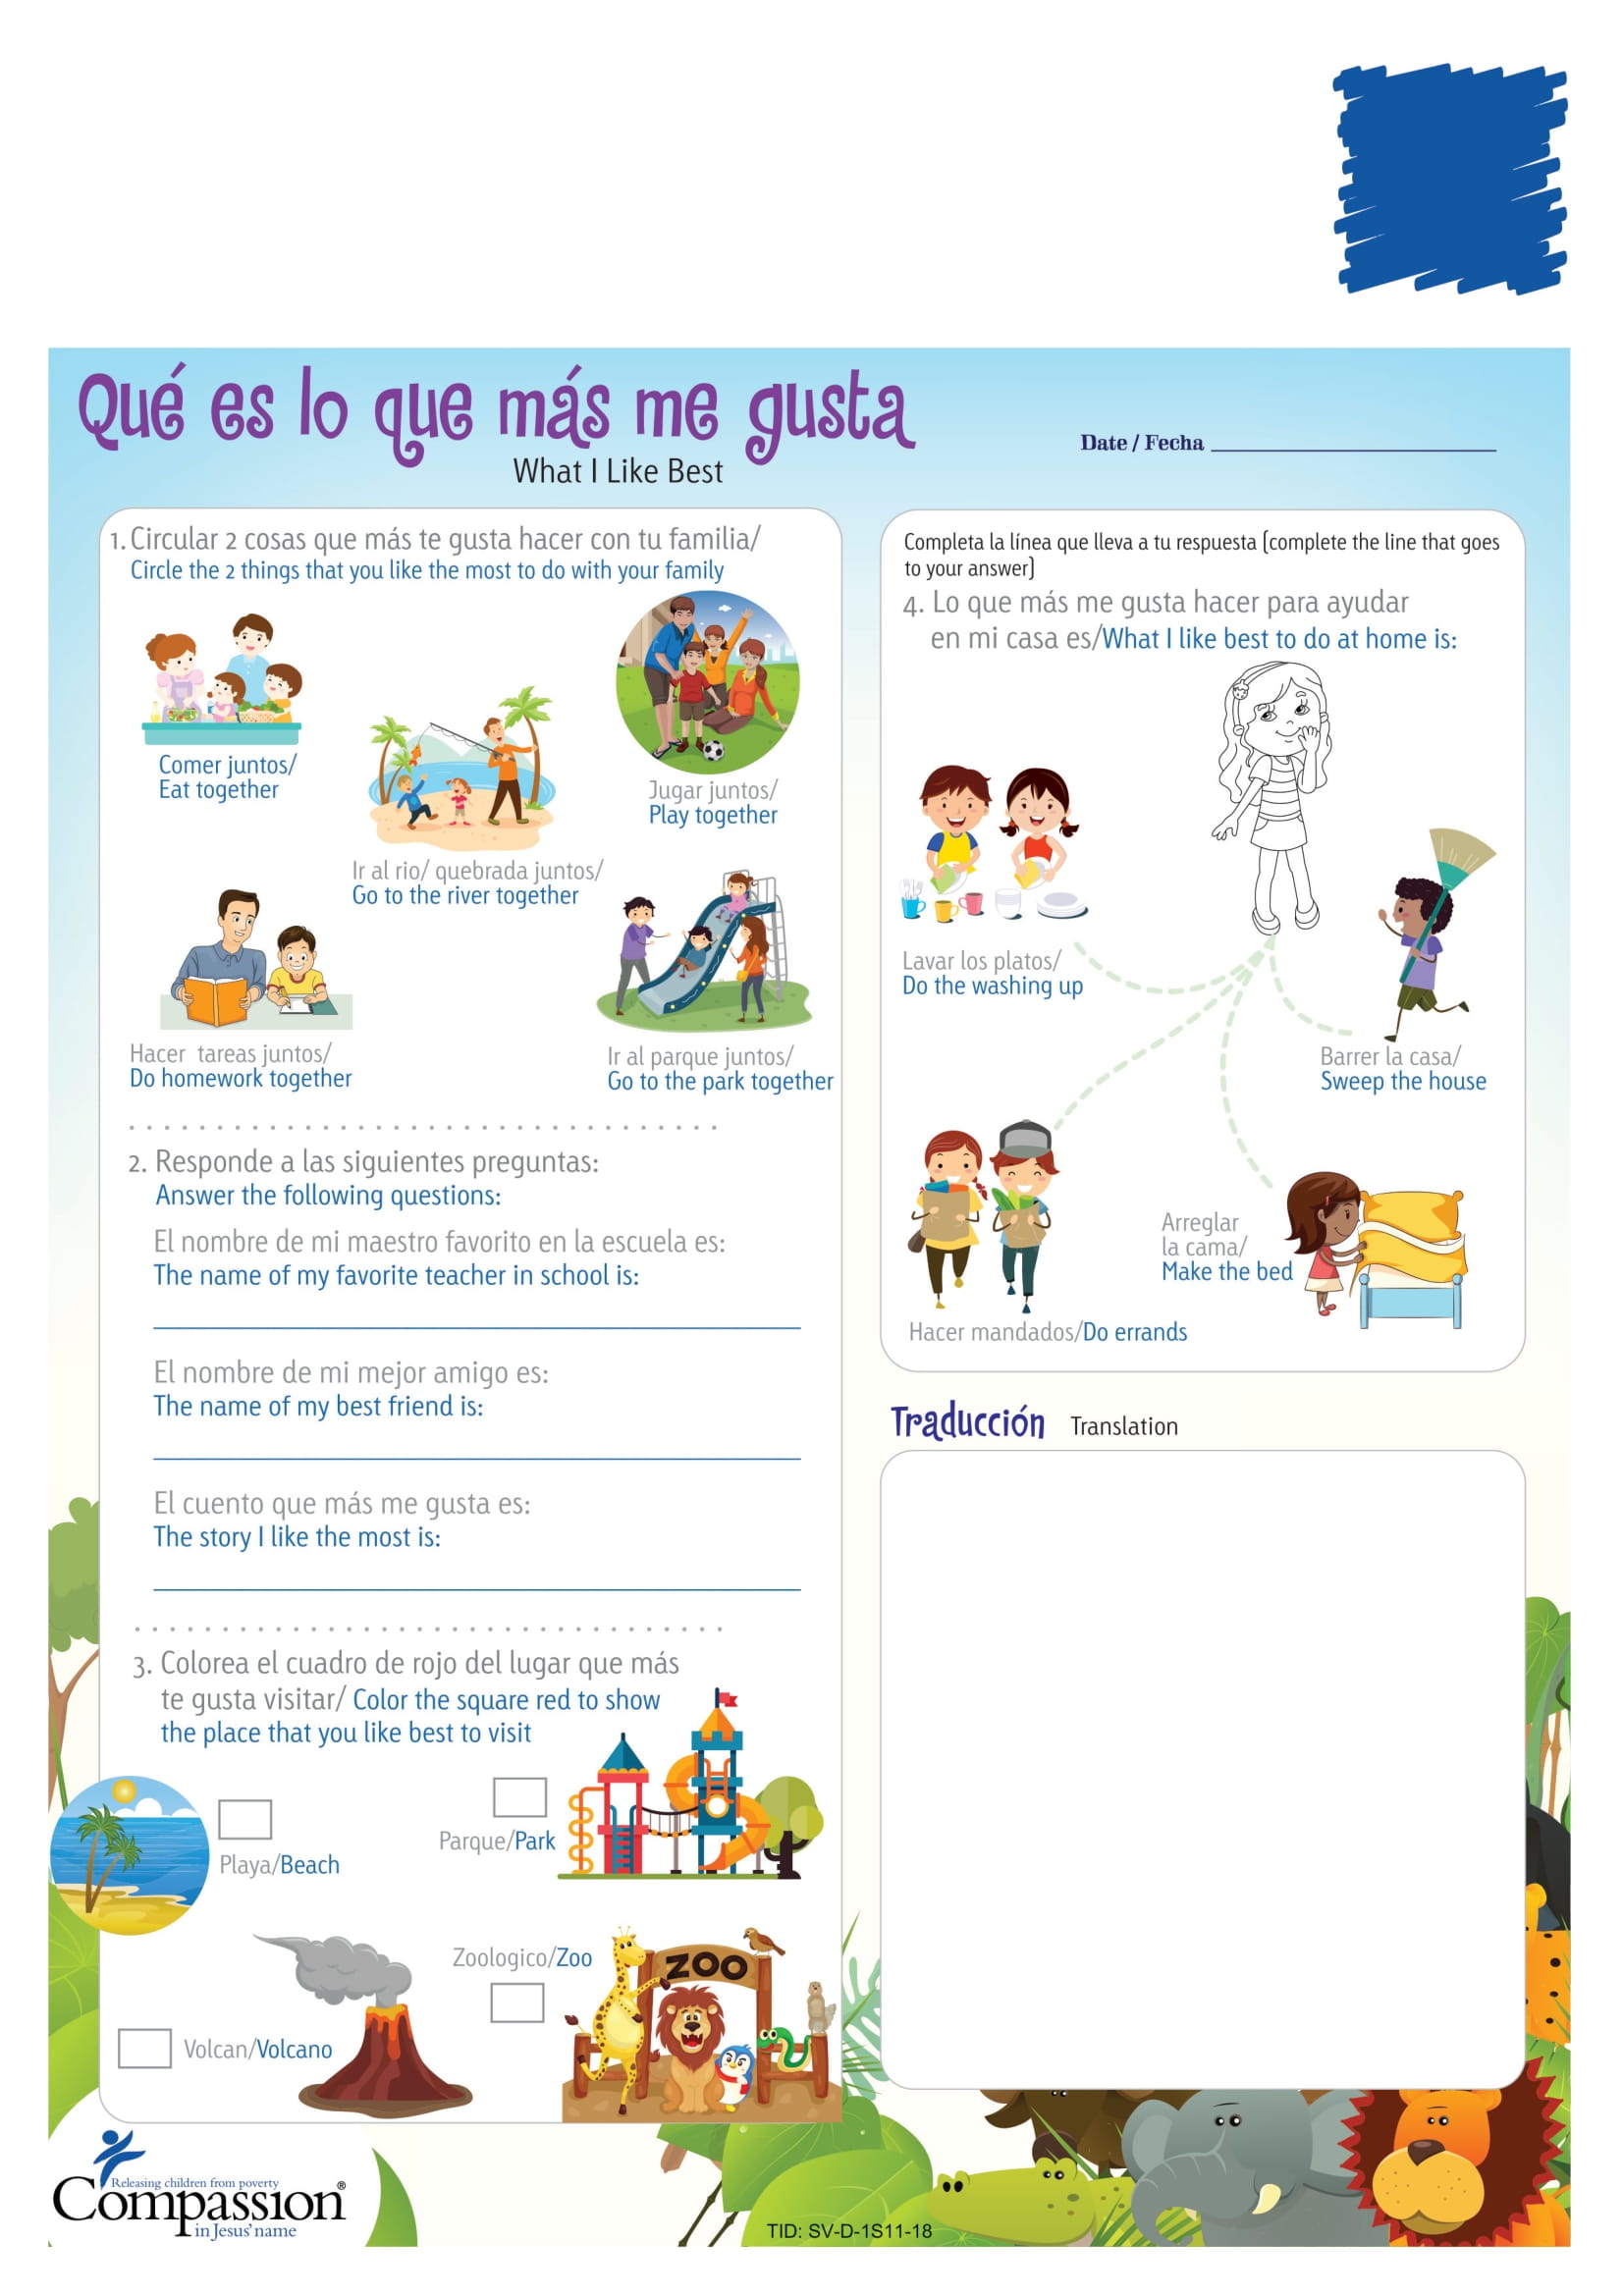 Qué es lo que más me gusta
What I Like Best
Date / Fecha
1. Circular 2 cosas que más te gusta hacer con tu familia/
Circle the 2 things that you like the most to do with your family
Comer juntos/
Eat together
Jugar juntos/
Play together
Ir al rio/ quebrada juntos/
Go to the river together
Hacer tareas juntos/
Do homework together
Ir al parque juntos/
Go to the park together
2. Responde a las siguientes preguntas:
Answer the following questions:
El nombre de mi maestro favorito en la escuela es:
The name of my favorite teacher in school is:
El nombre de mi mejor amigo es:
The name of my best friend is:
El cuento que más me gusta es:
The story I like the most is:
3. Colorea el cuadro de rojo del lugar que más
te gusta visitar/ Color the square red to show
the place that you like best to visit
Parque/Park
Playa/Beach
Zoologico/Zoo
ZOO
Volcan/Volcano
Completa la línea que lleva a tu respuesta (complete the line that goes
to your answer)
4. Lo que más me gusta hacer para ayudar
en mi casa es/What I like best to do at home is:
Lavar los platos/
Do the washing up
Barrer la casa/
Sweep the house
Arreglar
la cama/
Make the bed
Hacer mandados/Do errands
Traducción Translation
Releasing children from poverty
Compassion®
in Jesus' name
TID: SV-D-1S11-18